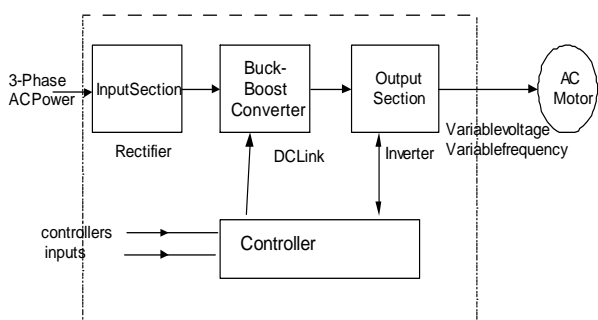 3-Phase
ACPower
InputSection
Rectifier
Buck-
Boost
Converter
DCLink
Output
Section
Inverter
Variablevoltage
Variablefrequency
AC
Motor
controllers
inputs
Controller